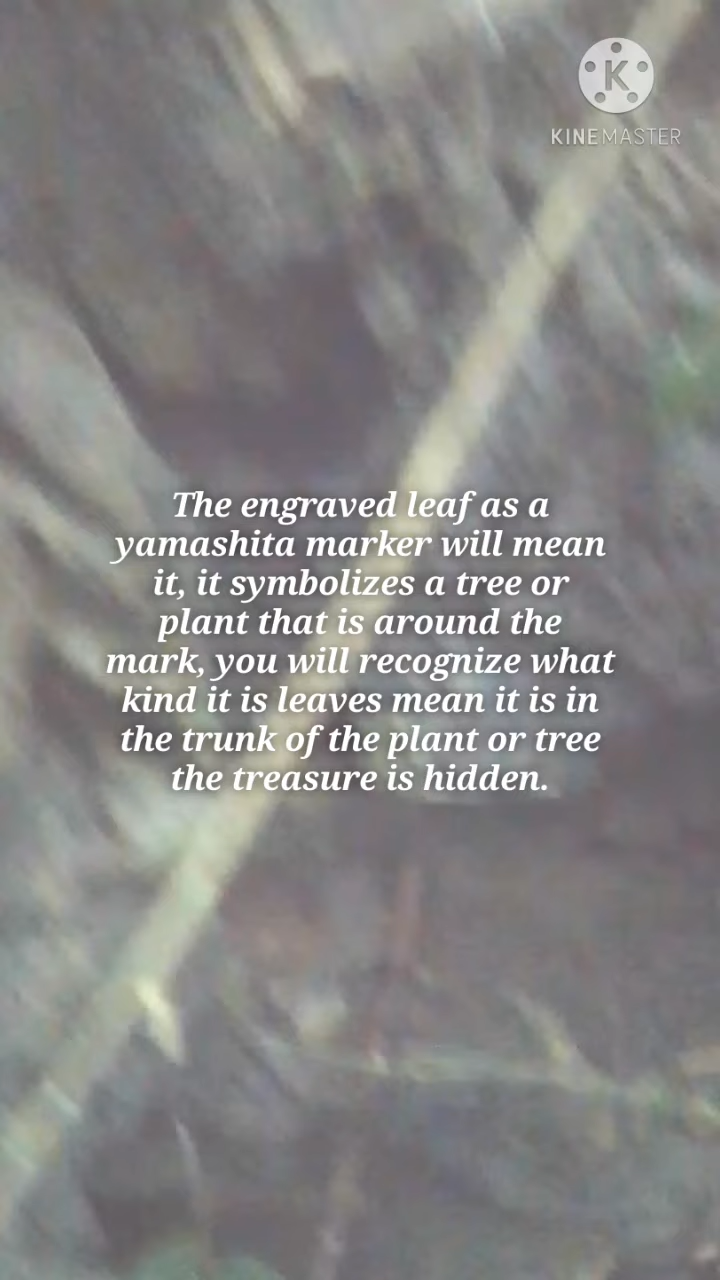 KINEMASTER
The engraved leaf as a
yamashita marker will mean
it, it symbolizes a tree or
plant that is around the
mark, you will recognize what
kind it is leaves mean it is in
the trunk of the plant or tree
the treasure is hidden.